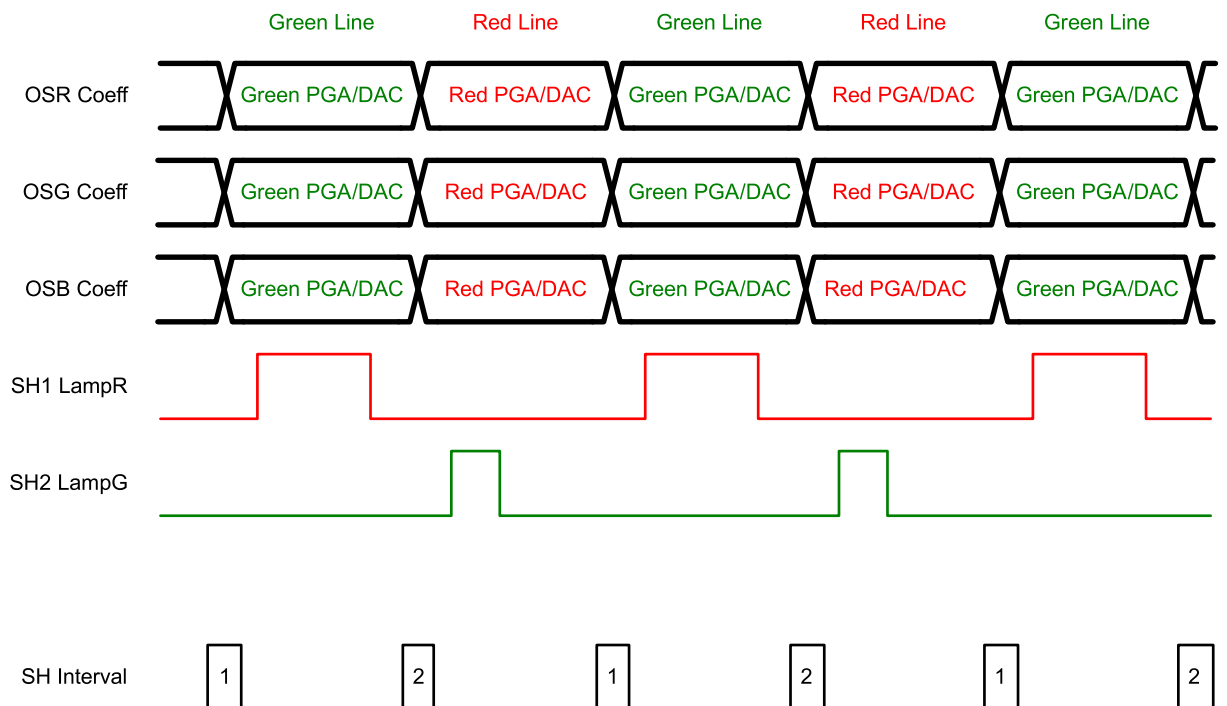 Green Line Red Line Green Line Red Line Green Line
OSR Coeff Green PGA/DAC Red PGA/DAC Green PGA/DAC Red PGA/DAC Green PGA/DAC
OSG Coeff Green PGA/DAC Red PGA/DAC Green PGA/DAC Red PGA/DAC Green PGA/DAC
OSB Coeff Green PGA/DAC Red PGA/DAC Green PGA/DAC Red PGA/DAC Green PGA/DAC
SH1 LampR
SH2 LampG
SH Interval 1 2 1 2 1 2